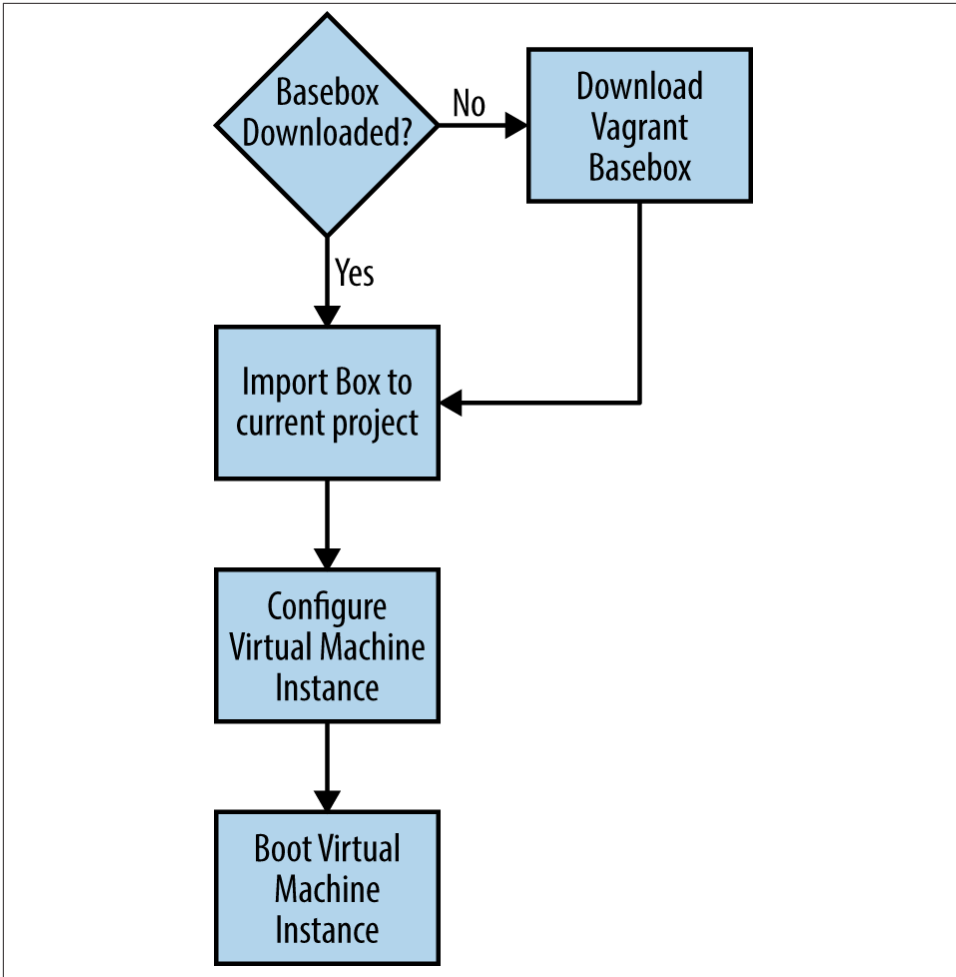 Basebox
Downloaded?
No
Download
Vagrant
Basebox
Yes
Import Box to
current project
Configure
Virtual Machine
Instance
Boot Virtual
Machine
Instance